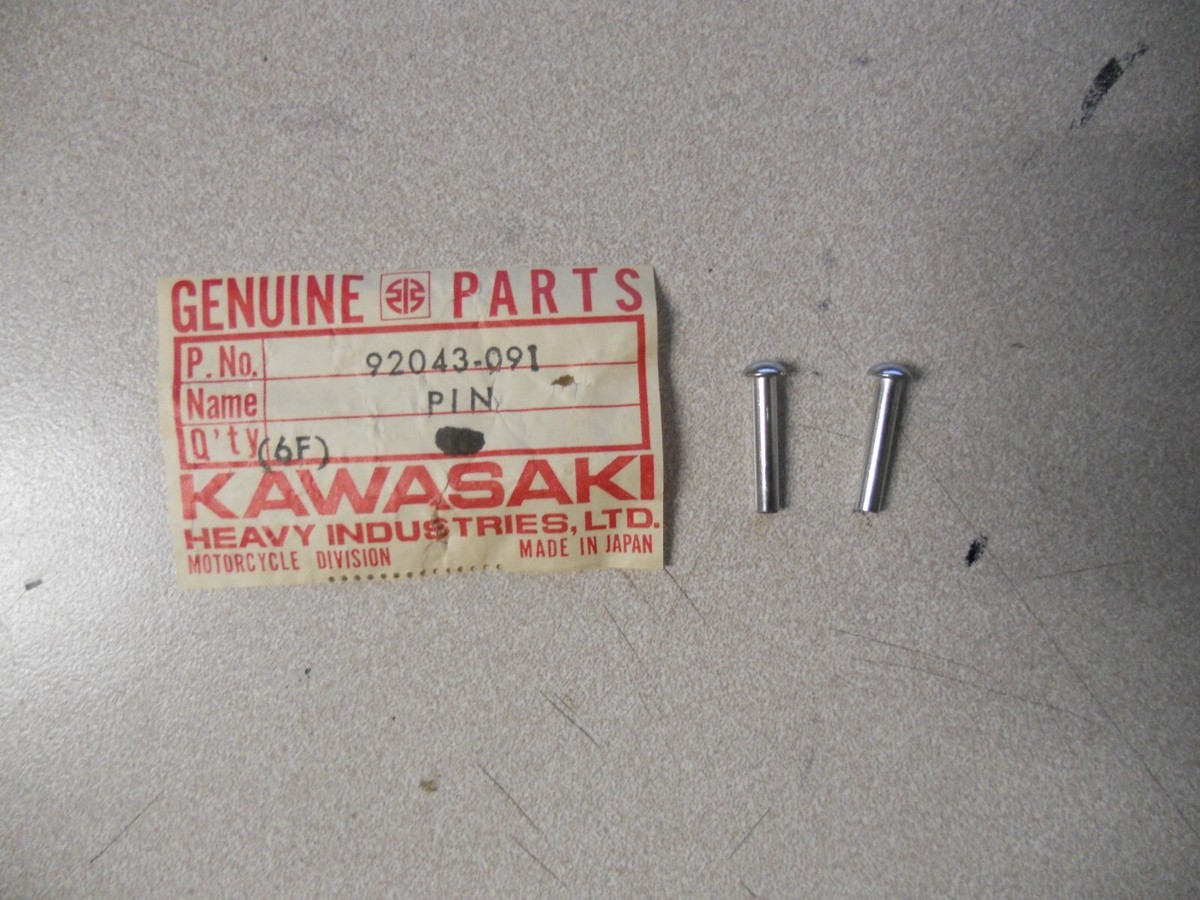 GENUINE PARTS
P. No. 92043-091
Name PIN
Q'ty (6F)
KAWASAKI
HEAVY INDUSTRIES, LTD.
MOTORCYCLE DIVISION MADE IN JAPAN